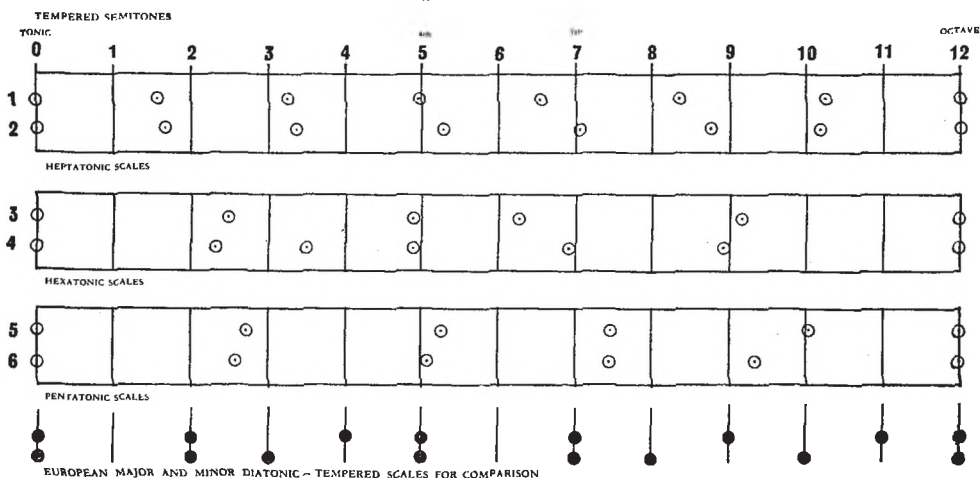 TEMPERED SEMITONES
TONIC OCTAVE
0 1 2 3 4 5 6 7 8 9 10 11 12
1
2
HEPTATONIC SCALES
3
4
HEXATONIC SCALES
5
6
PENTATONIC SCALES
EUROPEAN MAJOR AND MINOR DIATONIC – TEMPERED SCALES FOR COMPARISON